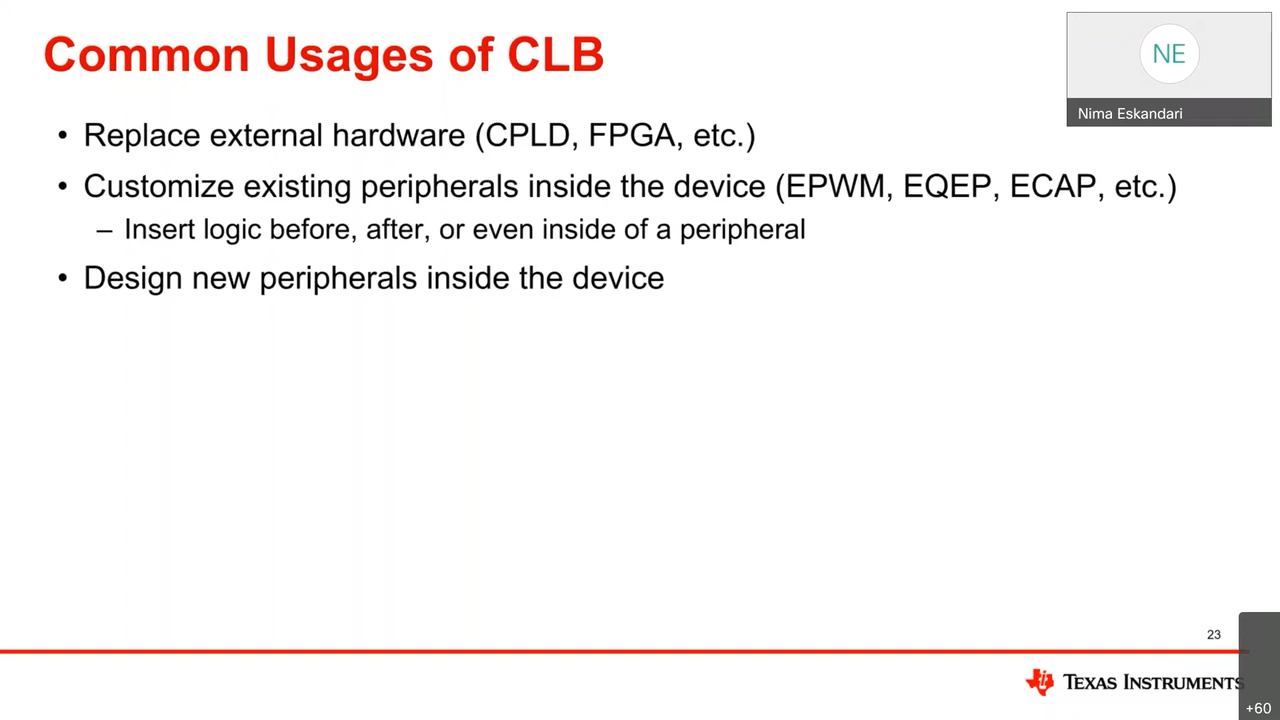 Common Usages of CLB
NE
Nima Eskandari
• Replace external hardware (CPLD, FPGA, etc.)
• Customize existing peripherals inside the device (EPWM, EQEP, ECAP, etc.)
– Insert logic before, after, or even inside of a peripheral
• Design new peripherals inside the device
23
TEXAS INSTRUMENTS
+60